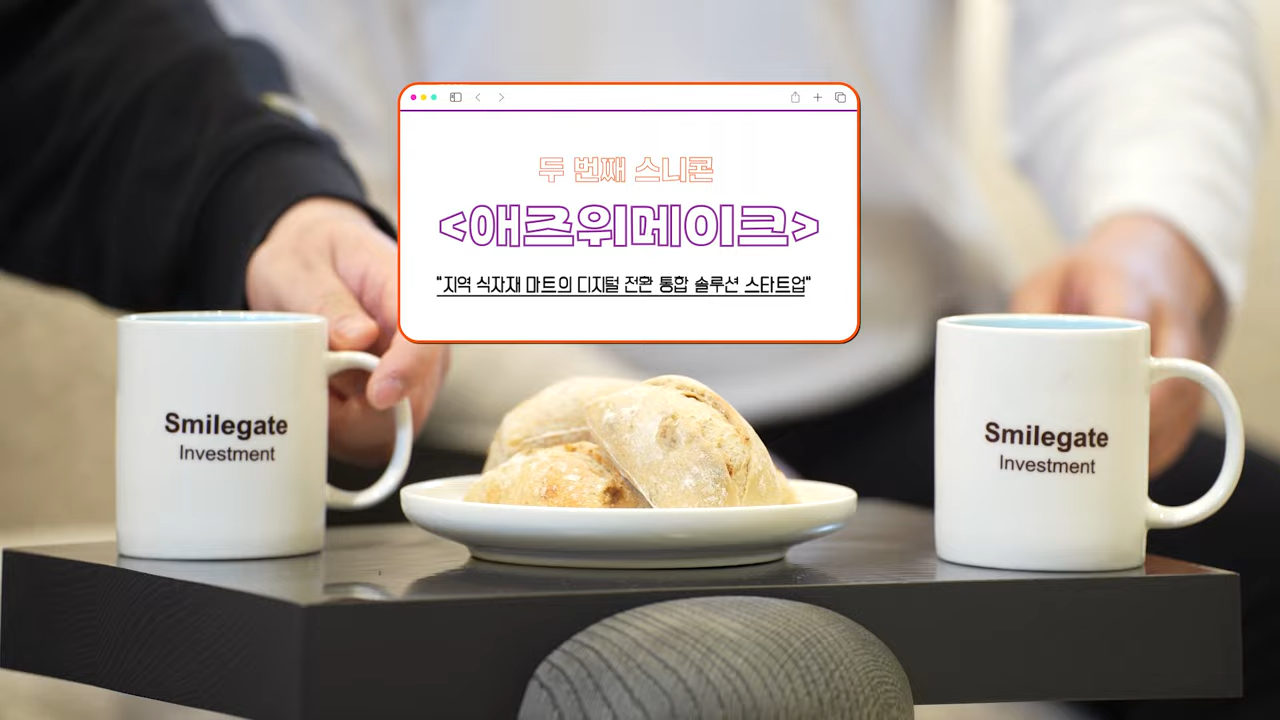 두 번째 스니콘
<애즈위메이크>
"지역 식자재 마트의 디지털 전환 통합 솔루션 스타트업"
Smilegate
Investment
Smilegate
Investment